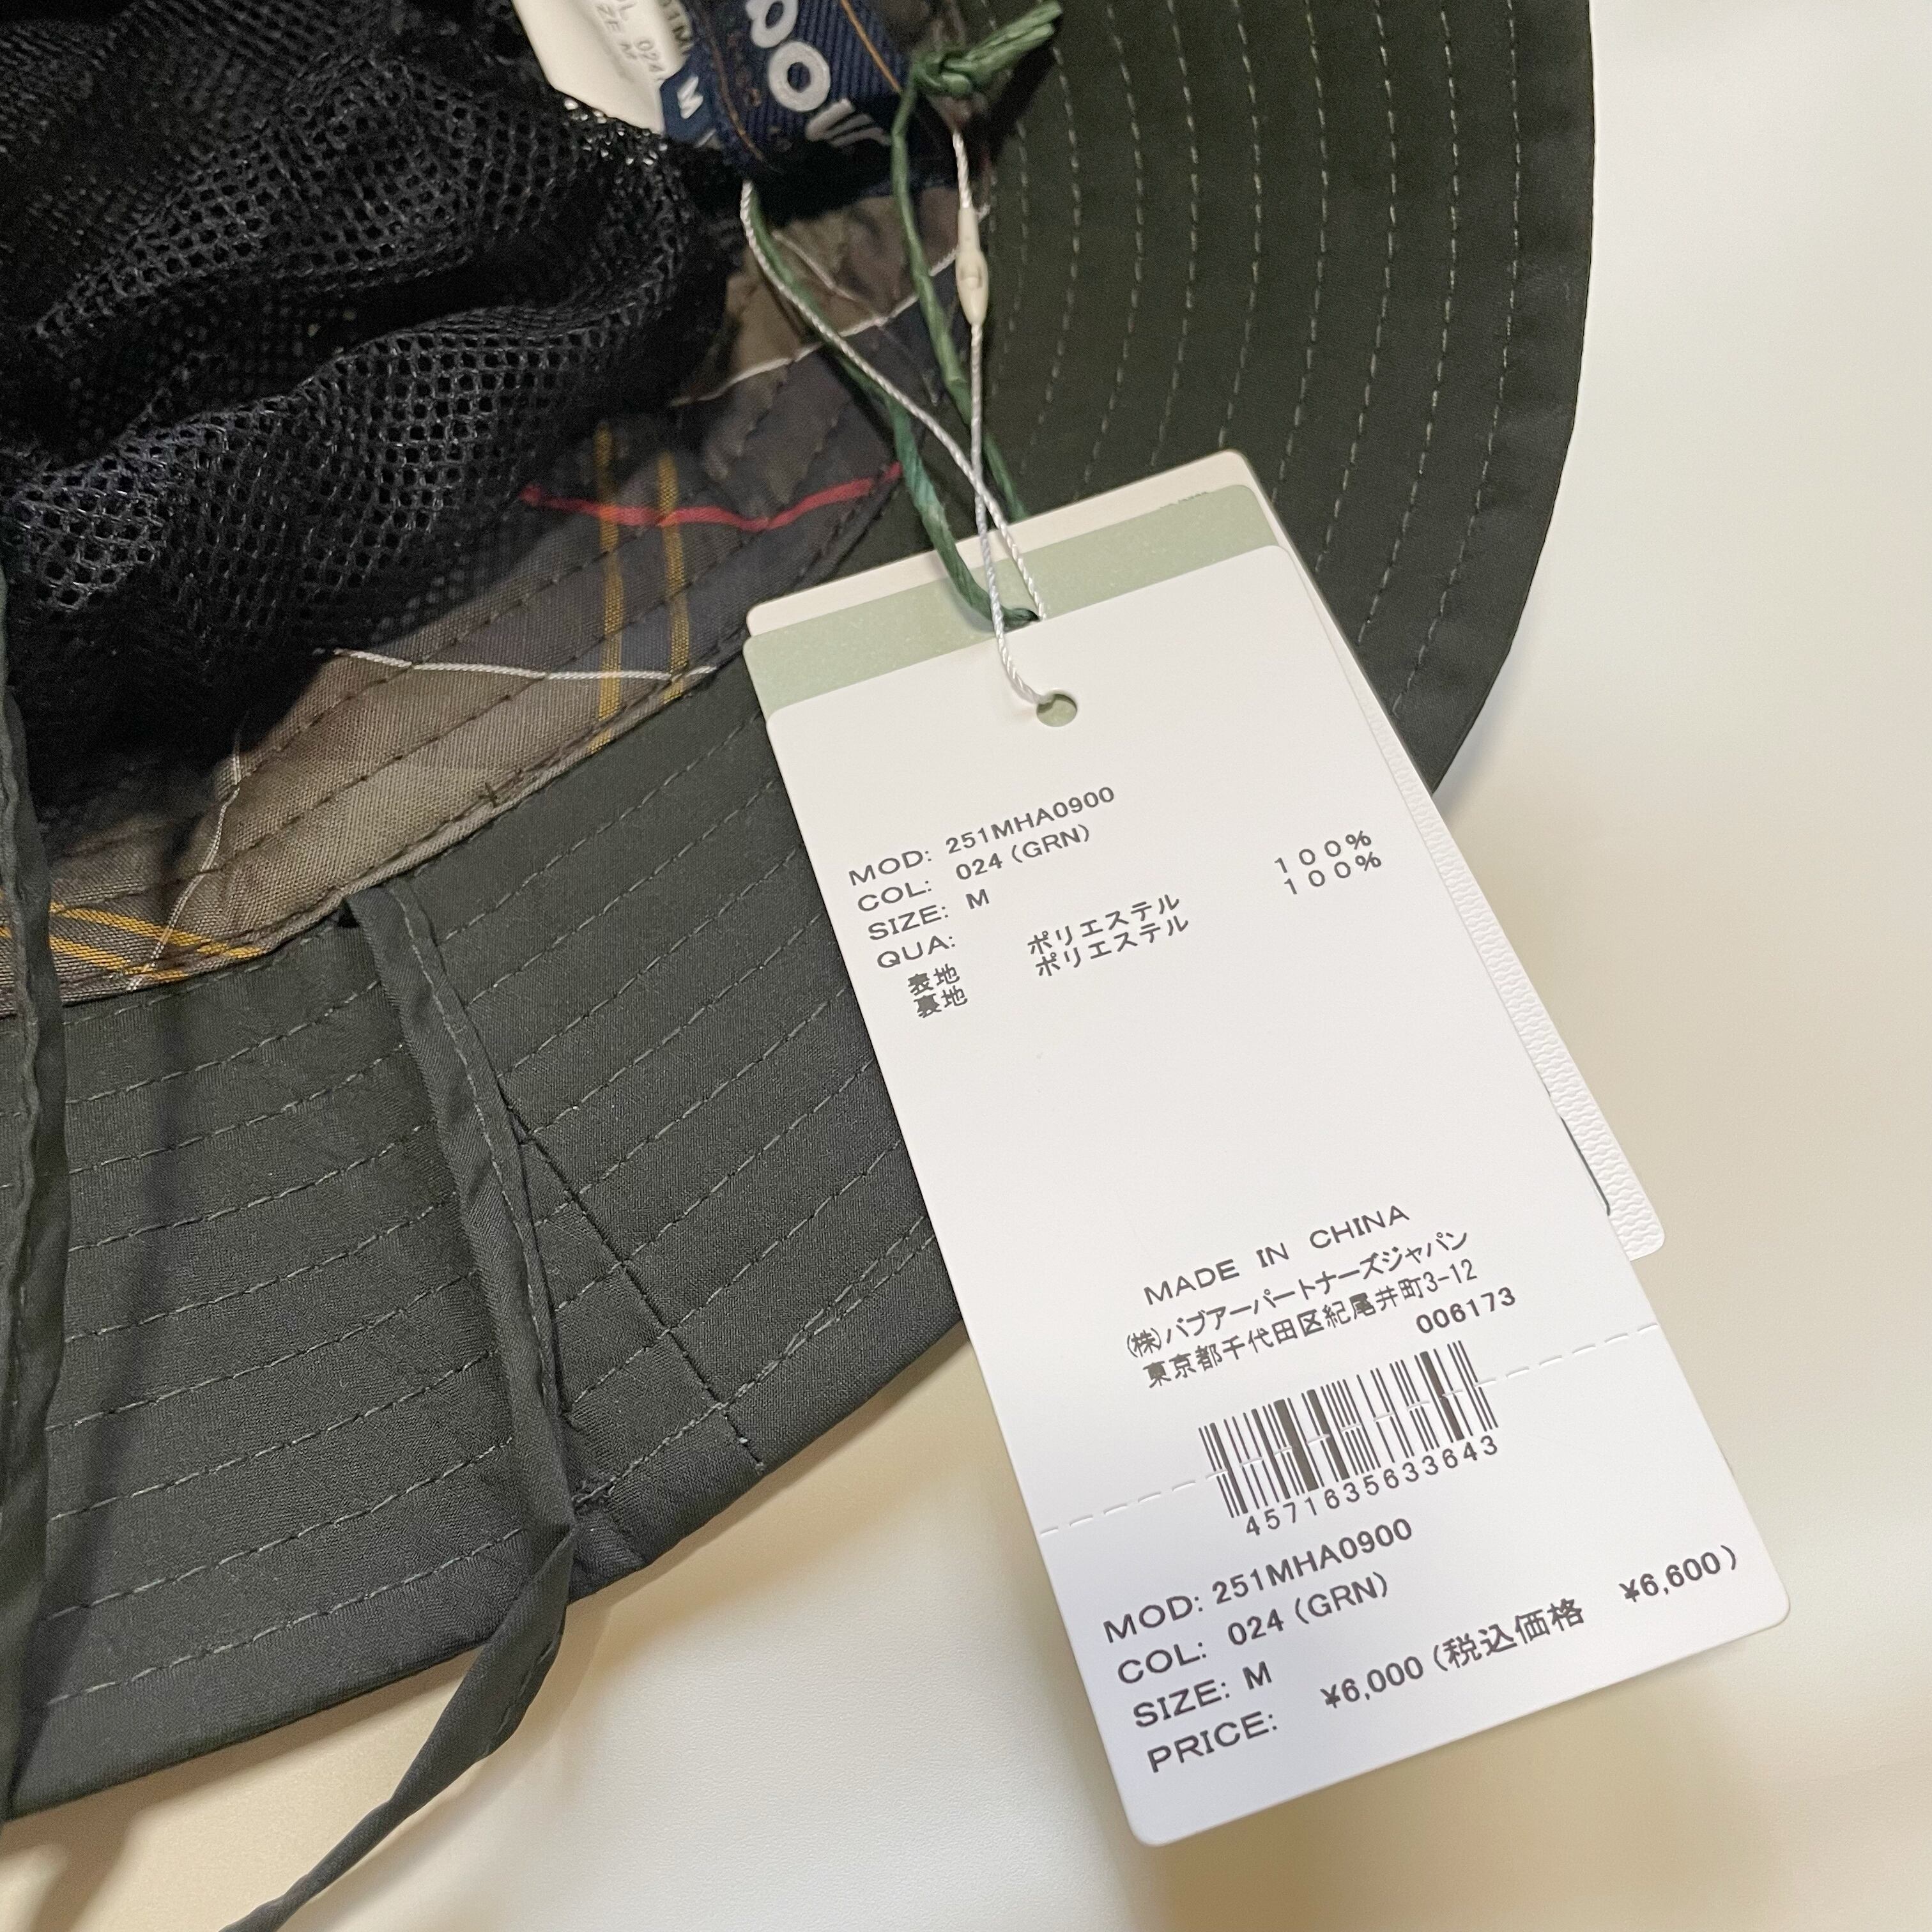 024
M
MOD: 251MHA0900
COL: 024 (GRN)
SIZE: M
QUA:
表地 ポリエステル 100%
裏地 ポリエステル 100%
MADE IN CHINA
(株)バブアーパートナーズジャパン
東京都千代田区紀尾井町3-12
006173
4571635633643
MOD: 251MHA0900
COL: 024 (GRN)
SIZE: M
PRICE: ¥6,000 (税込価格 ¥6,600)